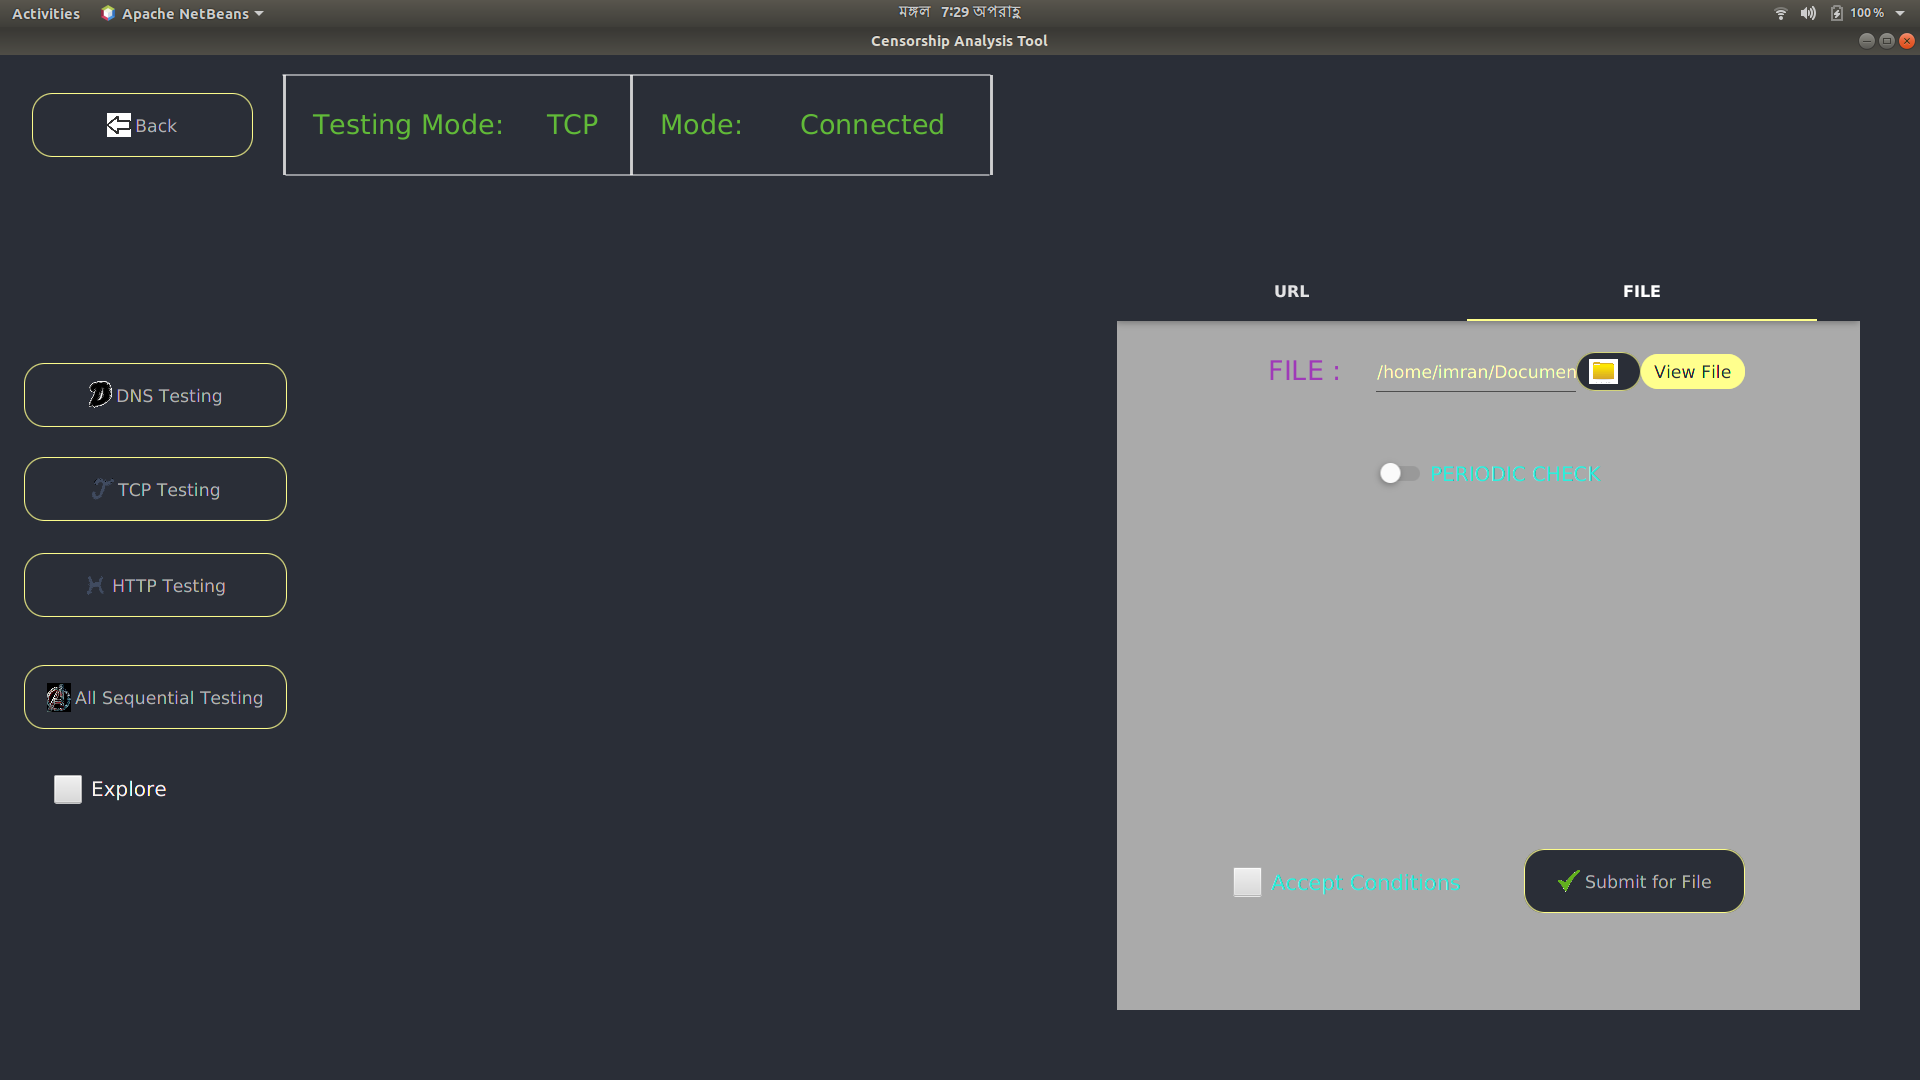 Activities Apache NetBeans মঙ্গল 7:29 অপরাহ্ণ 100 %
Censorship Analysis Tool
Back
Testing Mode: TCP Mode: Connected
URL FILE
FILE : /home/imran/Documen View File
DNS Testing
PERIODIC CHECK
TCP Testing
HTTP Testing
All Sequential Testing
Explore
Accept Conditions Submit for File